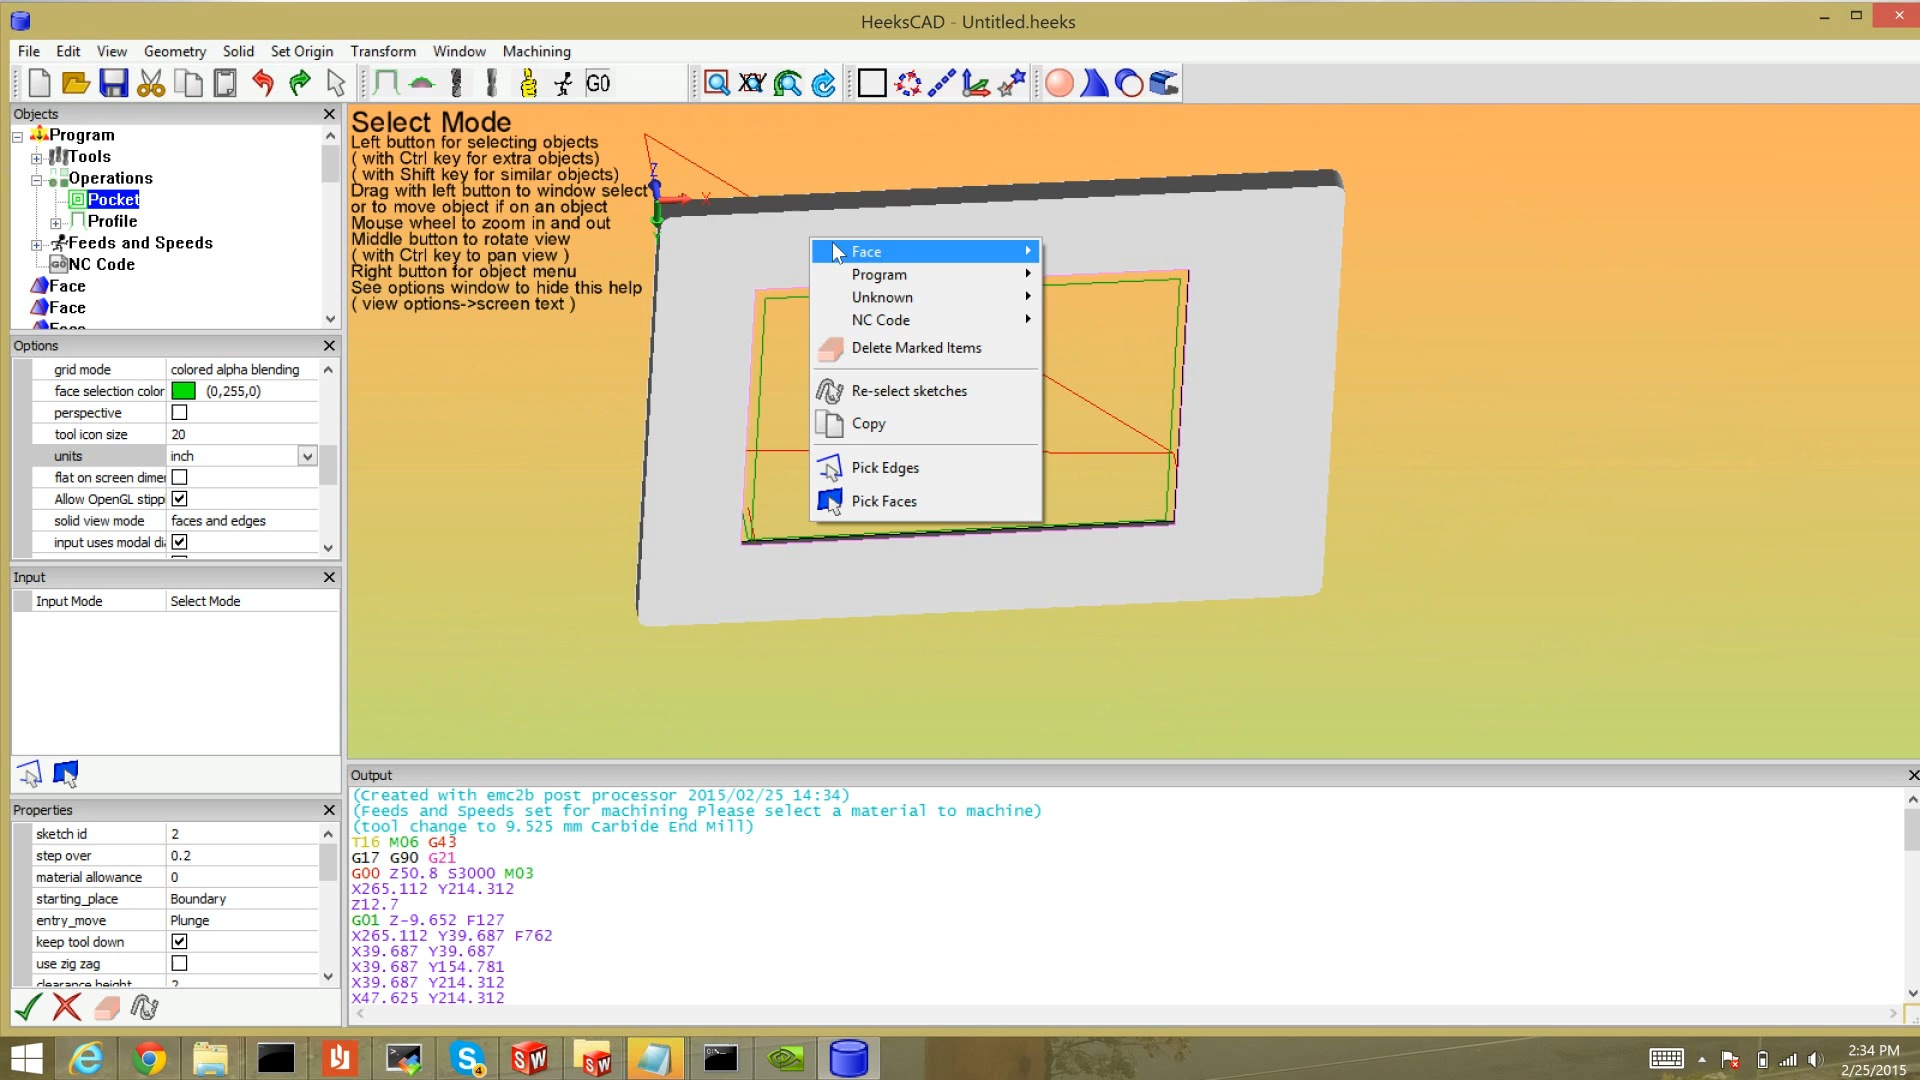 HeeksCAD - Untitled.heeks
File Edit View Geometry Solid Set Origin Transform Window Machining
G0
Objects
Program
Tools
Operations
Pocket
Profile
Feeds and Speeds
NC Code
Face
Face
Face
Options
grid mode colored alpha blending
face selection color (0,255,0)
perspective
tool icon size 20
units inch
flat on screen dimen
Allow OpenGL stipp
solid view mode faces and edges
input uses modal di
Input
Input Mode Select Mode
Properties
sketch id 2
step over 0.2
material allowance 0
starting_place Boundary
entry_move Plunge
keep tool down
use zig zag
clearance height 2
Select Mode
Left button for selecting objects
( with Ctrl key for extra objects)
( with Shift key for similar objects)
Drag with left button to window select
or to move object if on an object
Mouse wheel to zoom in and out
Middle button to rotate view
( with Ctrl key to pan view )
Right button for object menu
See options window to hide this help
( view options->screen text )
Z
X
Face
Program
Unknown
NC Code
Delete Marked Items
Re-select sketches
Copy
Pick Edges
Pick Faces
Output
(Created with emc2b post processor 2015/02/25 14:34)
(Feeds and Speeds set for machining Please select a material to machine)
(tool change to 9.525 mm Carbide End Mill)
T16 M06 G43
G17 G90 G21
G00 Z50.8 S3000 M03
X265.112 Y214.312
Z12.7
G01 Z-9.652 F127
X265.112 Y39.687 F762
X39.687 Y39.687
X39.687 Y154.781
X39.687 Y214.312
X47.625 Y214.312
4
SW
SW
2:34 PM
2/25/2015